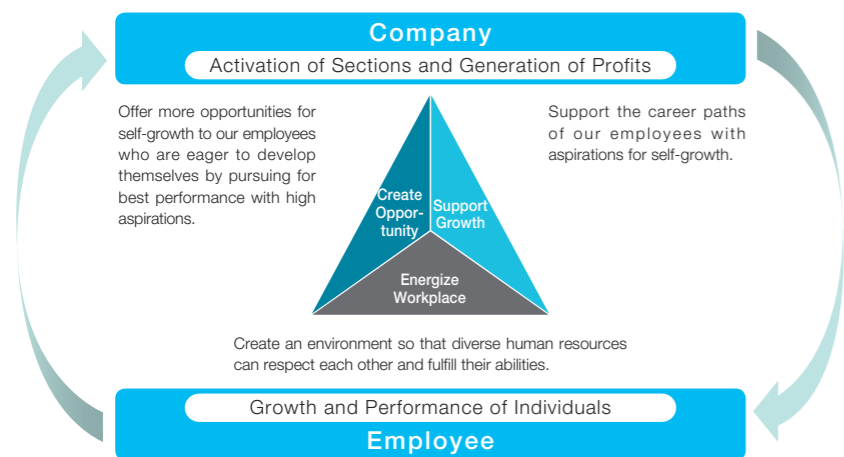 Company
Activation of Sections and Generation of Profits
Offer more opportunities for
self-growth to our employees
who are eager to develop
themselves by pursuing for
best performance with high
aspirations.
Support the career paths
of our employees with
aspirations for self-growth.
Create
Oppor-
tunity
Support
Growth
Energize
Workplace
Create an environment so that diverse human resources
can respect each other and fulfill their abilities.
Growth and Performance of Individuals
Employee